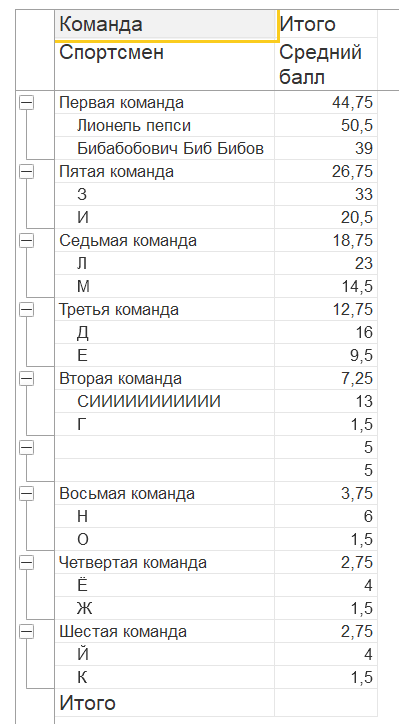 Команда Итого
Спортсмен Средний балл
Первая команда 44,75
Лионель пепси 50,5
Бибабобович Биб Бибов 39
Пятая команда 26,75
З 33
И 20,5
Седьмая команда 18,75
Л 23
М 14,5
Третья команда 12,75
Д 16
Е 9,5
Вторая команда 7,25
СИИИИИИИИИИИ 13
Г 1,5
5
5
Восьмая команда 3,75
Н 6
О 1,5
Четвертая команда 2,75
Ё 4
Ж 1,5
Шестая команда 2,75
Й 4
К 1,5
Итого